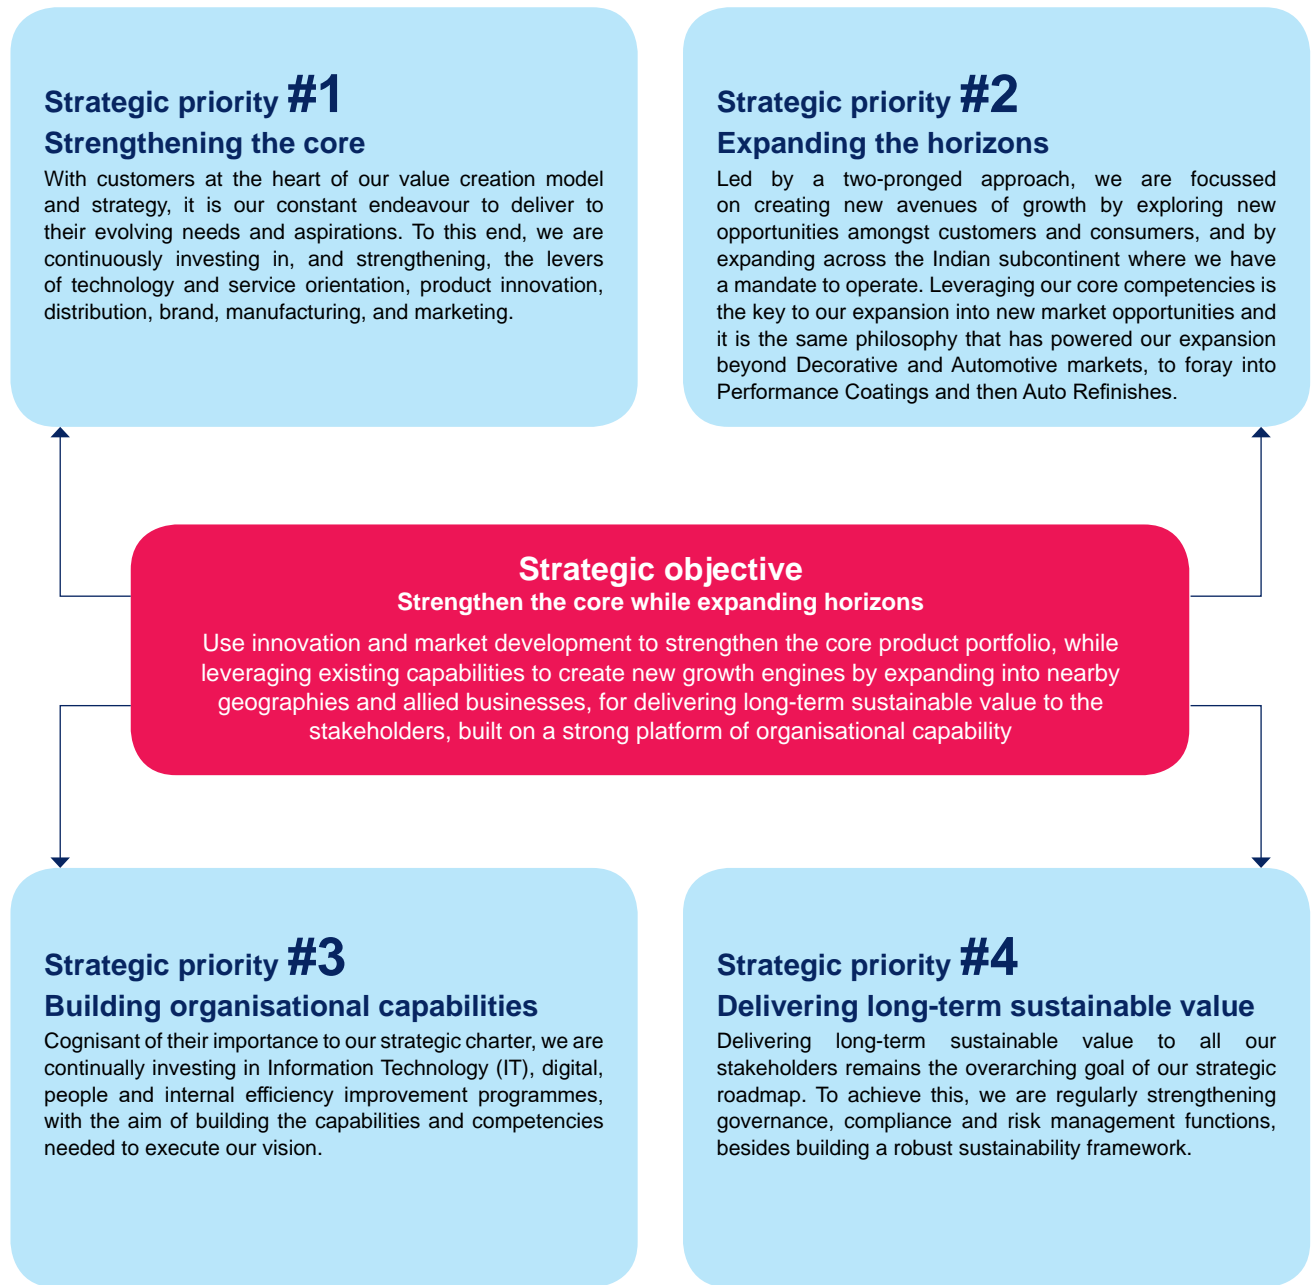 Strategic priority #1
Strengthening the core
With customers at the heart of our value creation model
and strategy, it is our constant endeavour to deliver to
their evolving needs and aspirations. To this end, we are
continuously investing in, and strengthening, the levers
of technology and service orientation, product innovation,
distribution, brand, manufacturing, and marketing.
Strategic priority #2
Expanding the horizons
Led by a two-pronged approach, we are focussed
on creating new avenues of growth by exploring new
opportunities amongst customers and consumers, and by
expanding across the Indian subcontinent where we have
a mandate to operate. Leveraging our core competencies is
the key to our expansion into new market opportunities and
it is the same philosophy that has powered our expansion
beyond Decorative and Automotive markets, to foray into
Performance Coatings and then Auto Refinishes.
Strategic objective
Strengthen the core while expanding horizons
Use innovation and market development to strengthen the core product portfolio, while
leveraging existing capabilities to create new growth engines by expanding into nearby
geographies and allied businesses, for delivering long-term sustainable value to the
stakeholders, built on a strong platform of organisational capability
Strategic priority #3
Building organisational capabilities
Cognisant of their importance to our strategic charter, we are
continually investing in Information Technology (IT), digital,
people and internal efficiency improvement programmes,
with the aim of building the capabilities and competencies
needed to execute our vision.
Strategic priority #4
Delivering long-term sustainable value
Delivering long-term sustainable value to all our
stakeholders remains the overarching goal of our strategic
roadmap. To achieve this, we are regularly strengthening
governance, compliance and risk management functions,
besides building a robust sustainability framework.